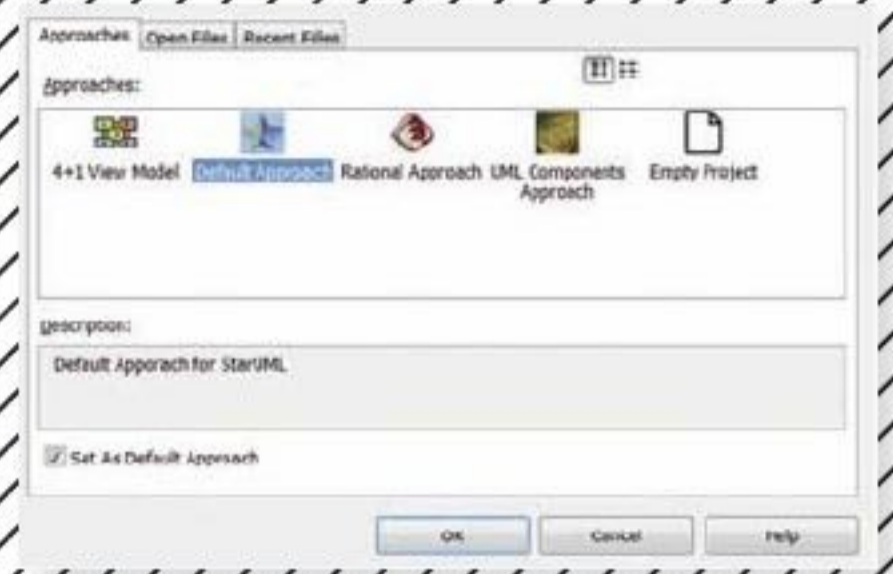 Approaches Open Files Recent Files
Approaches:
4+1 View Model Default Approach Rational Approach UML Components Approach Empty Project
Description:
Default Apporach for StarUML
Set As Default Approach
OK Cancel Help